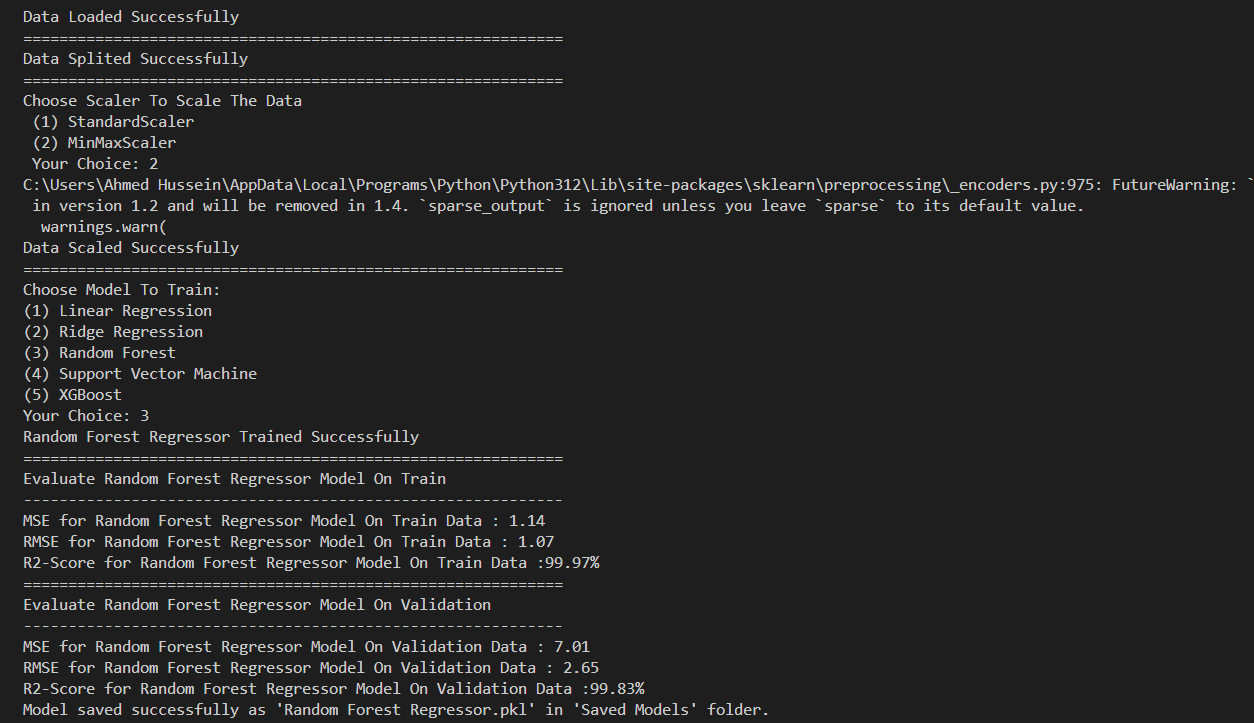 Data Loaded Successfully
============================================================
Data Splited Successfully
============================================================
Choose Scaler To Scale The Data
(1) StandardScaler
(2) MinMaxScaler
Your Choice: 2
C:\Users\Ahmed Hussein\AppData\Local\Programs\Python\Python312\Lib\site-packages\sklearn\preprocessing\_encoders.py:975: FutureWarning: `
in version 1.2 and will be removed in 1.4. `sparse_output` is ignored unless you leave `sparse` to its default value.
warnings.warn(
Data Scaled Successfully
============================================================
Choose Model To Train:
(1) Linear Regression
(2) Ridge Regression
(3) Random Forest
(4) Support Vector Machine
(5) XGBoost
Your Choice: 3
Random Forest Regressor Trained Successfully
============================================================
Evaluate Random Forest Regressor Model On Train
------------------------------------------------------------
MSE for Random Forest Regressor Model On Train Data : 1.14
RMSE for Random Forest Regressor Model On Train Data : 1.07
R2-Score for Random Forest Regressor Model On Train Data :99.97%
============================================================
Evaluate Random Forest Regressor Model On Validation
------------------------------------------------------------
MSE for Random Forest Regressor Model On Validation Data : 7.01
RMSE for Random Forest Regressor Model On Validation Data : 2.65
R2-Score for Random Forest Regressor Model On Validation Data :99.83%
Model saved successfully as 'Random Forest Regressor.pkl' in 'Saved Models' folder.